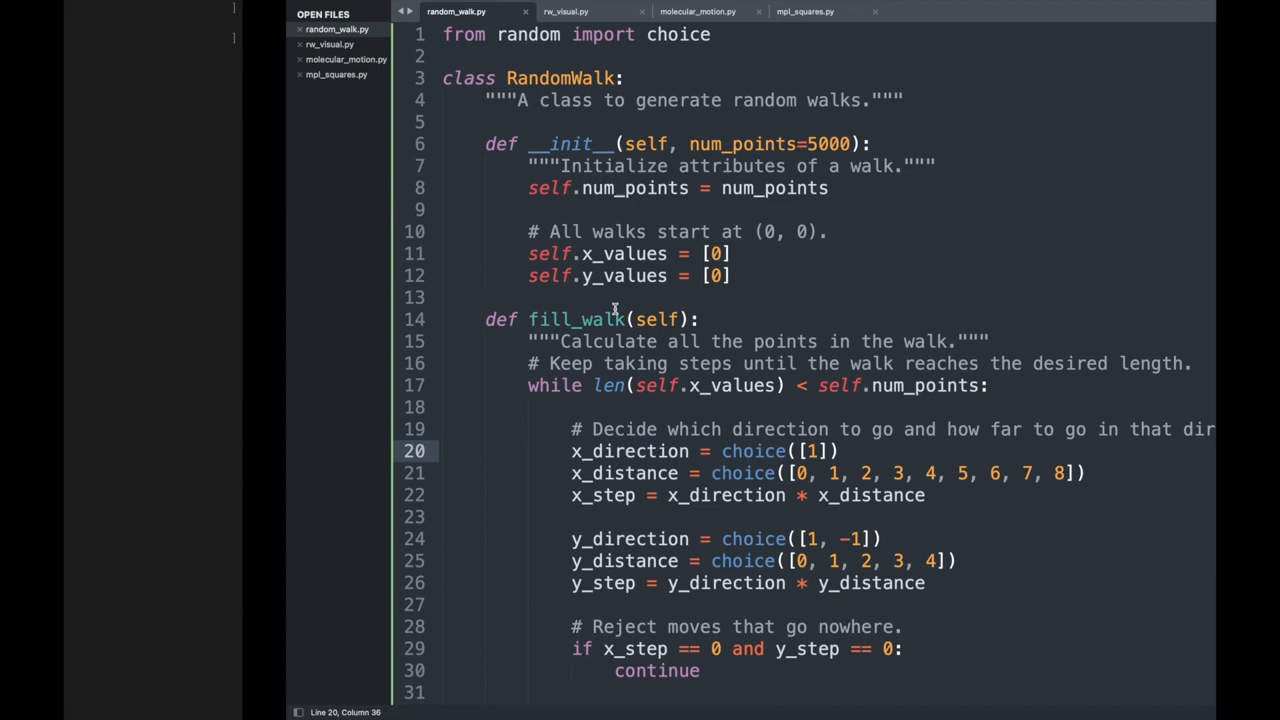 OPEN FILES
× random_walk.py
× rw_visual.py
× molecular_motion.py
× mpl_squares.py
◀ ▶ random_walk.py × rw_visual.py × molecular_motion.py × mpl_squares.py ×
1 from random import choice
2
3 class RandomWalk:
4     """A class to generate random walks."""
5
6     def __init__(self, num_points=5000):
7         """Initialize attributes of a walk."""
8         self.num_points = num_points
9
10         # All walks start at (0, 0).
11         self.x_values = [0]
12         self.y_values = [0]
13
14     def fill_walk(self):
15         """Calculate all the points in the walk."""
16         # Keep taking steps until the walk reaches the desired length.
17         while len(self.x_values) < self.num_points:
18
19             # Decide which direction to go and how far to go in that dir
20             x_direction = choice([1])
21             x_distance = choice([0, 1, 2, 3, 4, 5, 6, 7, 8])
22             x_step = x_direction * x_distance
23
24             y_direction = choice([1, -1])
25             y_distance = choice([0, 1, 2, 3, 4])
26             y_step = y_direction * y_distance
27
28             # Reject moves that go nowhere.
29             if x_step == 0 and y_step == 0:
30                 continue
31
Line 20, Column 36
]
]